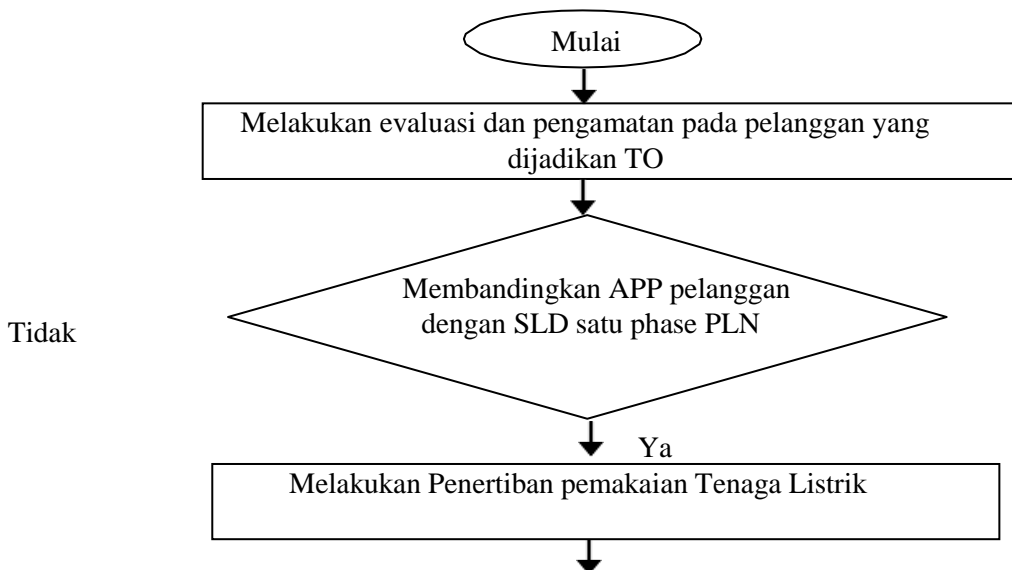 Mulai
Melakukan evaluasi dan pengamatan pada pelanggan yang
dijadikan TO
Membandingkan APP pelanggan
dengan SLD satu phase PLN
Tidak
Ya
Melakukan Penertiban pemakaian Tenaga Listrik